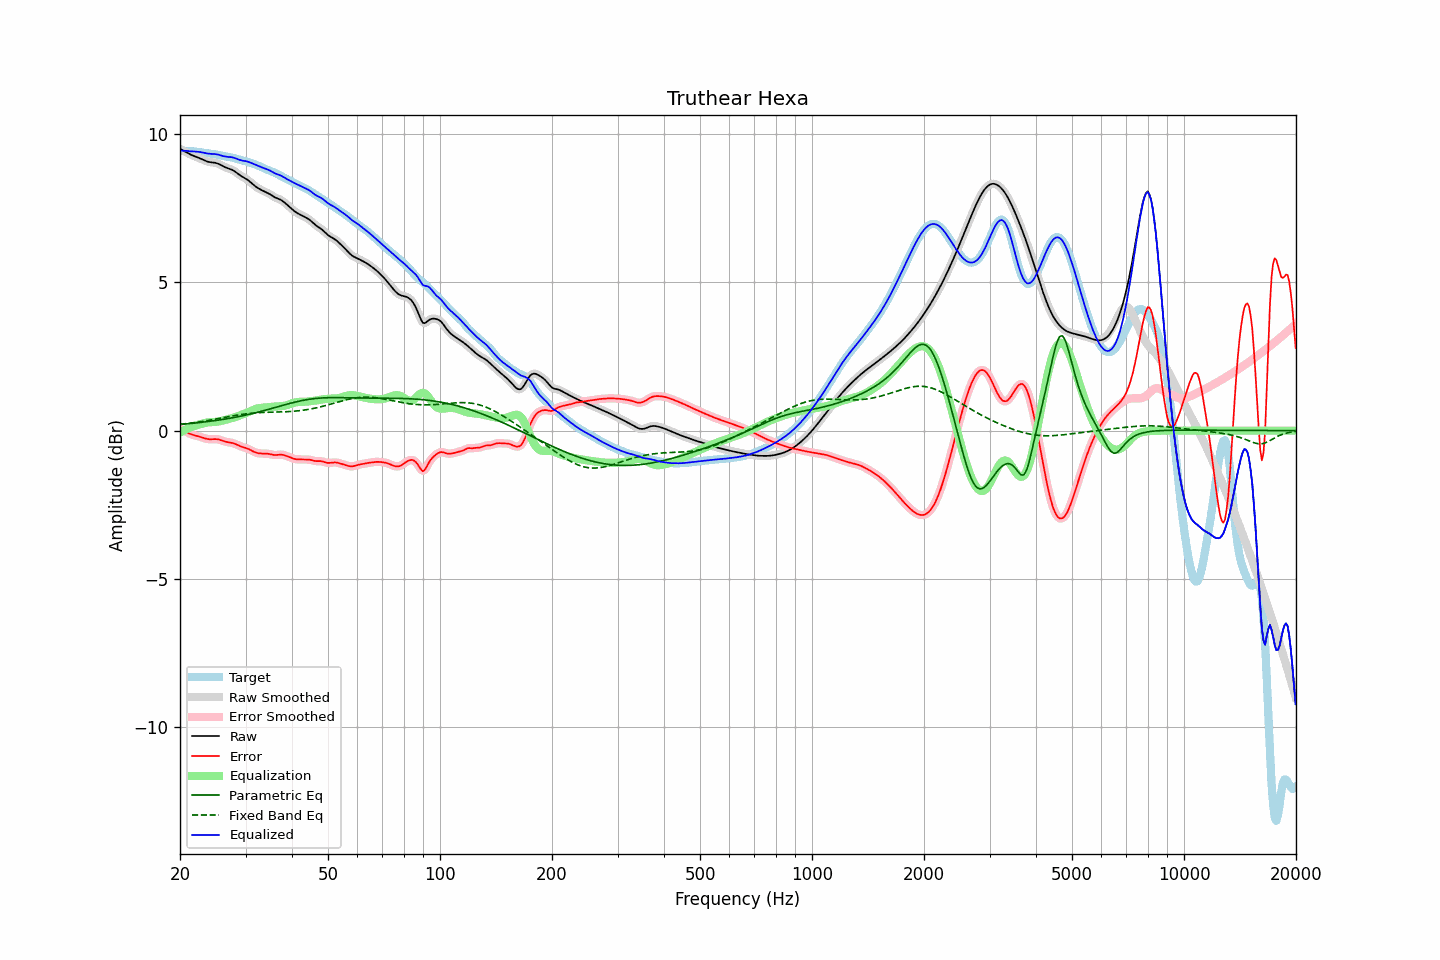 Truthear Hexa
Amplitude (dBr)
10
5
0
−5
−10
Target
Raw Smoothed
Error Smoothed
Raw
Error
Equalization
Parametric Eq
Fixed Band Eq
Equalized
20 50 100 200 500 1000 2000 5000 10000 20000
Frequency (Hz)